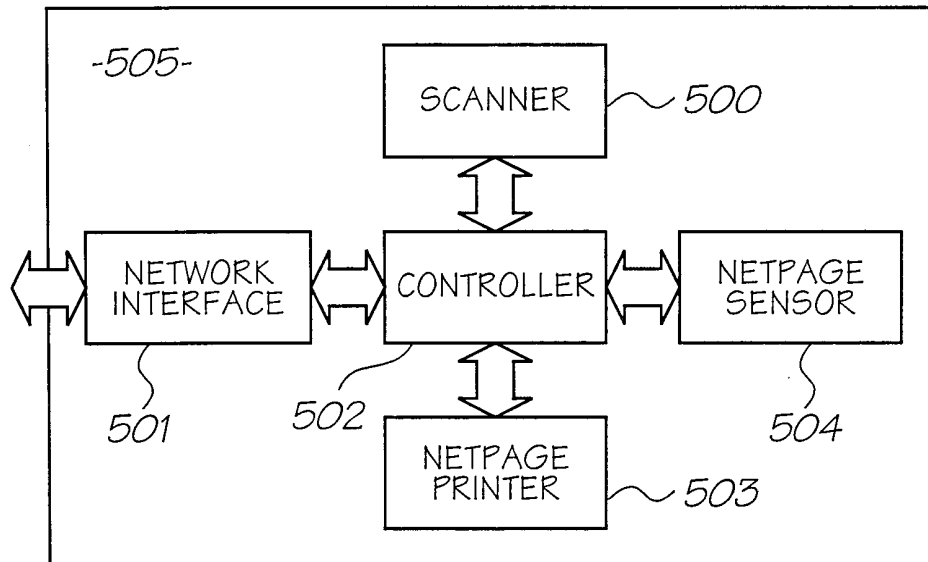 -505-
SCANNER
500
NETWORK
INTERFACE
CONTROLLER
NETPAGE
SENSOR
501
502
504
NETPAGE
PRINTER
503